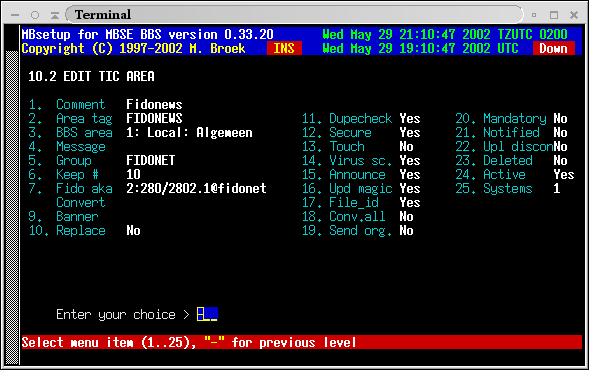 Terminal
MBsetup for MBSE BBS version 0.33.20 Wed May 29 21:10:47 2002 TZUTC 0200
Copyright (C) 1997-2002 M. Broek INS Wed May 29 19:10:47 2002 UTC Down
10.2 EDIT TIC AREA
1. Comment Fidonews
2. Area tag FIDONEWS 11. Dupecheck Yes 20. Mandatory No
3. BBS area 1: Local: Algemeen 12. Secure Yes 21. Notified No
4. Message 13. Touch No 22. Upl disconNo
5. Group FIDONET 14. Virus sc. Yes 23. Deleted No
6. Keep # 10 15. Announce Yes 24. Active Yes
7. Fido aka 2:280/2802.1@fidonet 16. Upd magic Yes 25. Systems 1
Convert 17. File_id Yes
9. Banner 18. Conv.all No
10. Replace No 19. Send org. No
Enter your choice > -__
Select menu item (1..25), "-" for previous level